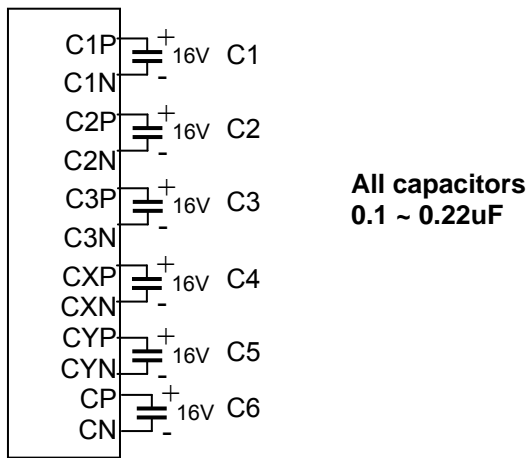 C1P + 16V C1
C1N -
C2P + 16V C2
C2N -
C3P + 16V C3
C3N -
CXP + 16V C4
CXN -
CYP + 16V C5
CYN -
CP + 16V C6
CN -
All capacitors
0.1 ~ 0.22uF